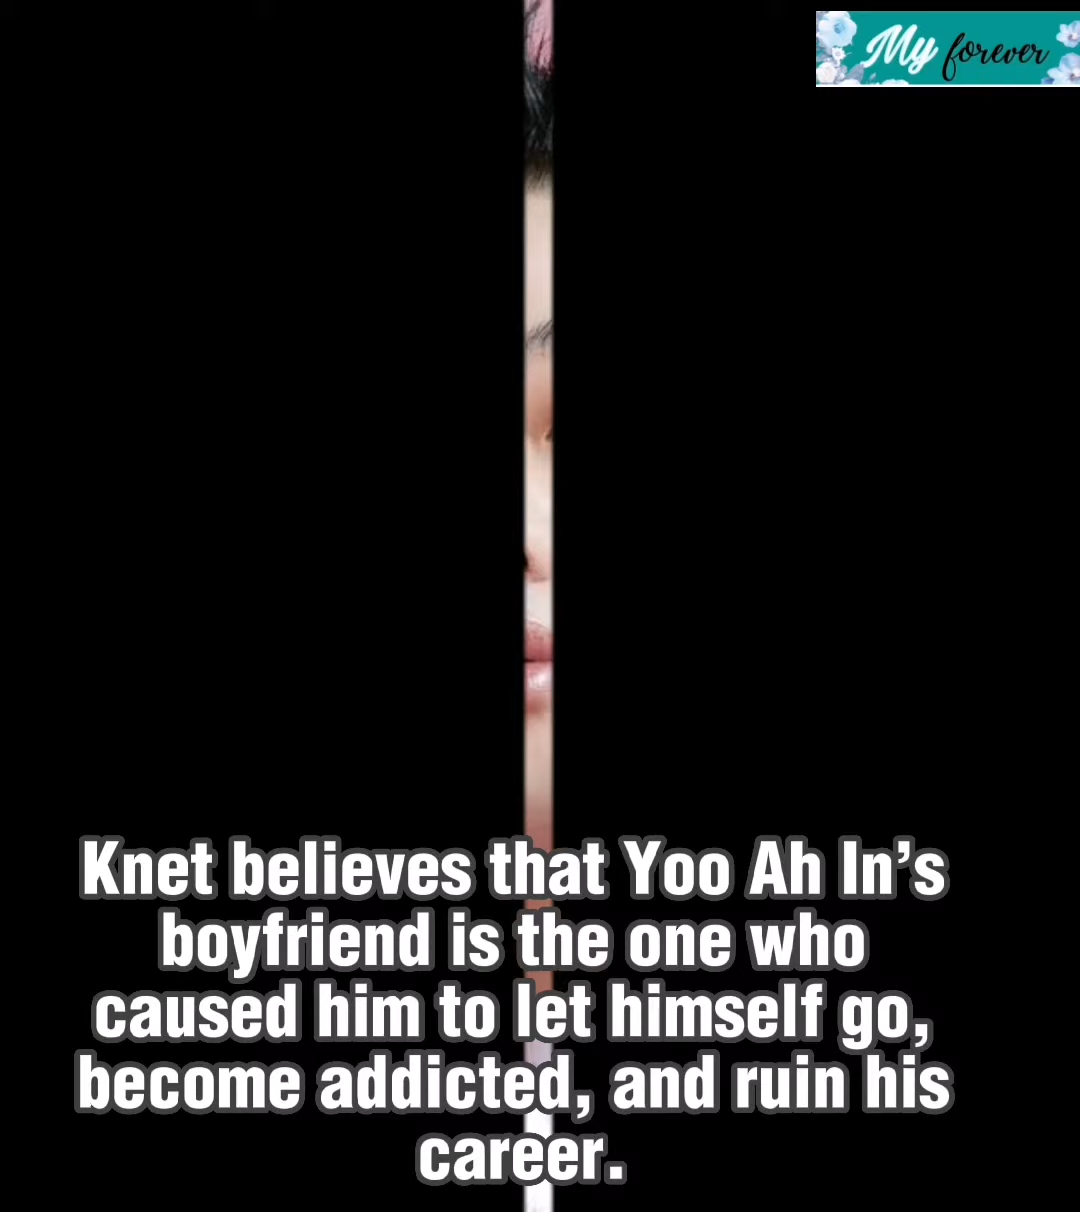 My forever
Knet believes that Yoo Ah In’s
boyfriend is the one who
caused him to let himself go,
become addicted, and ruin his
career.